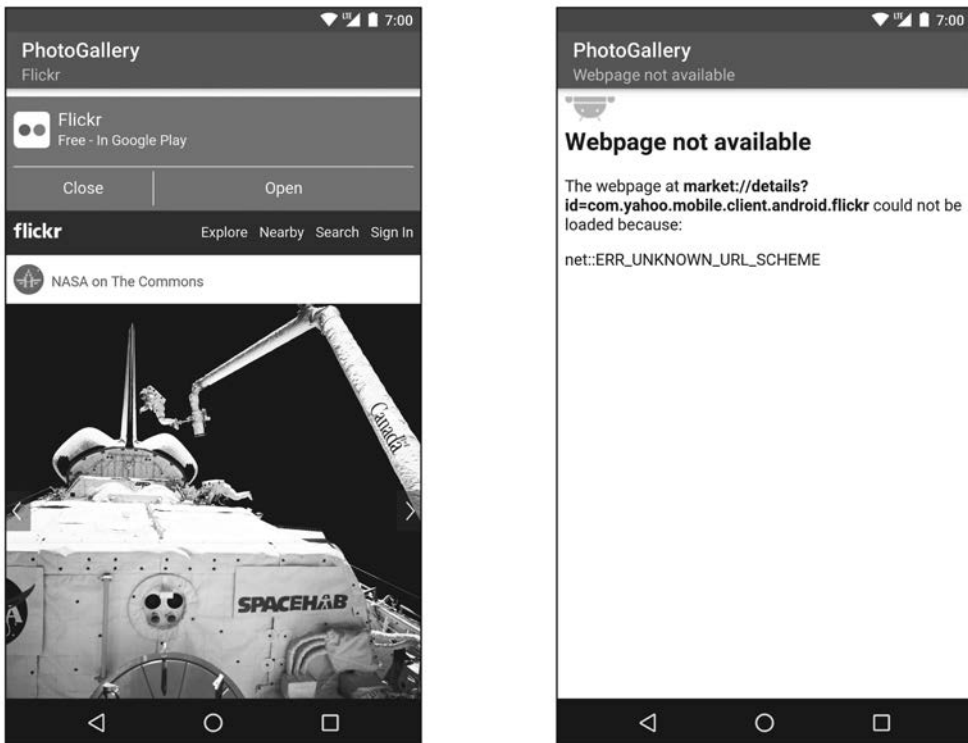 LTE 7:00
PhotoGallery
Flickr
Flickr
Free - In Google Play
Close Open
flickr Explore Nearby Search Sign In
NASA on The Commons
Canada
SPACEHAB
LTE 7:00
PhotoGallery
Webpage not available
Webpage not available
The webpage at market://details?
id=com.yahoo.mobile.client.android.flickr could not be
loaded because:
net::ERR_UNKNOWN_URL_SCHEME